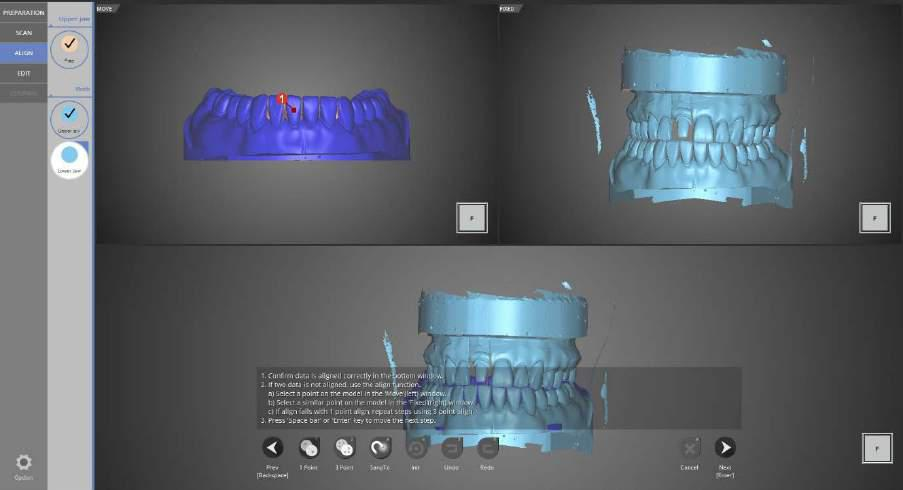 PREPARATION
SCAN
ALIGN
EDIT
Option
Upper jaw
Prep
Both
Upper jaw
Lower Jaw
MOVE
1
F
FIXED
F
1. Confirm data is aligned correctly in the bottom window.
2. If two data is not aligned, use the align function.
a) Select a point on the model in the 'Move'(left) window.
b) Select a similar point on the model in the 'Fixed'(right) window.
c) If align fails with 1 point align, repeat steps using 3 point align.
3. Press 'Space bar' or 'Enter' key to move the next step.
Prev
[Backspace]
1 Point
3 Point
SanpTo
Init
Undo
Redo
Cancel
Next
[Enter]
F